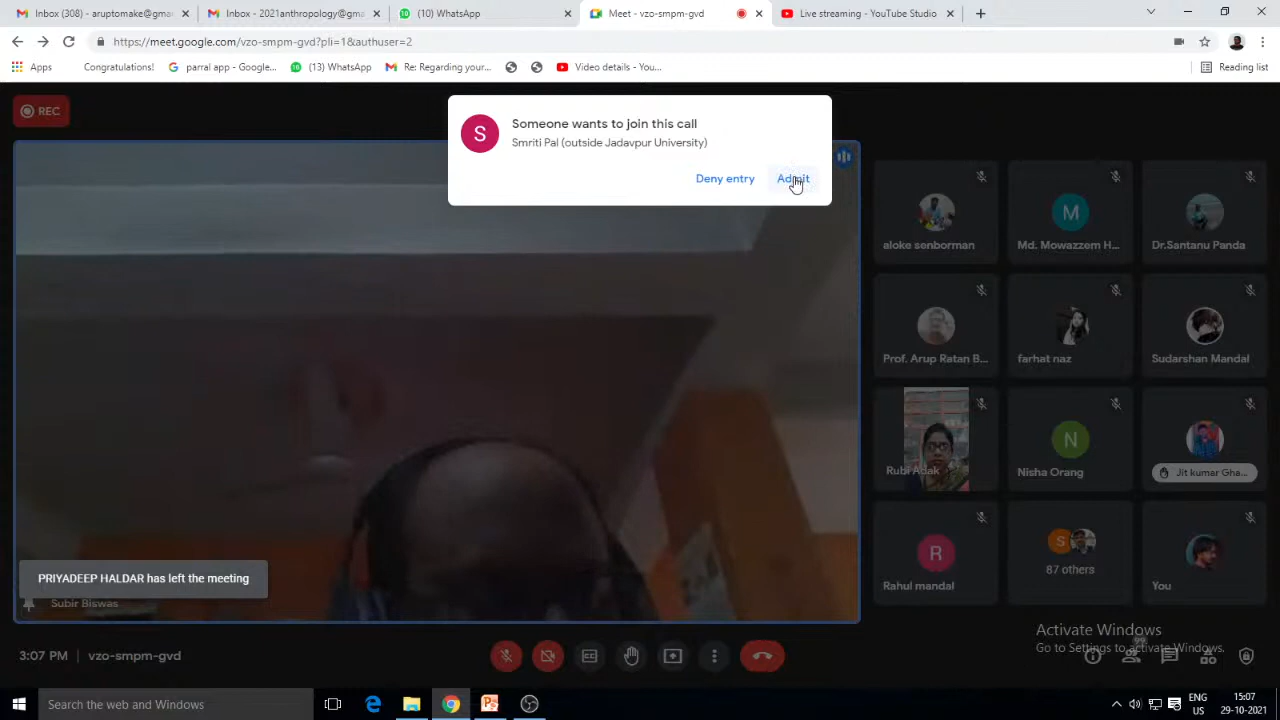 Inbox (308) - aruptomake@gmai
Inbox - 2021anthropology@gma
(10) WhatsApp
Meet - vzo-smpm-gvd
Live streaming - YouTube Studio
https://meet.google.com/vzo-smpm-gvd?pli=1&authuser=2
Apps
Congratulations!
parral app - Google...
(13) WhatsApp
Re: Regarding your...
Video details - You...
Reading list
REC
S
Someone wants to join this call
Smriti Pal (outside Jadavpur University)
Deny entry
Admit
aloke senborman
M
Md. Mowazzem H...
Dr.Santanu Panda
Prof. Arup Ratan B...
farhat naz
Sudarshan Mandal
Rubi Adak
N
Nisha Orang
Jit kumar Gha...
R
Rahul mandal
S
87 others
You
PRIYADEEP HALDAR has left the meeting
Subir Biswas
Activate Windows
Go to Settings to activate Windows.
99
3:07 PM
vzo-smpm-gvd
CC
Search the web and Windows
ENG
US
15:07
29-10-2021